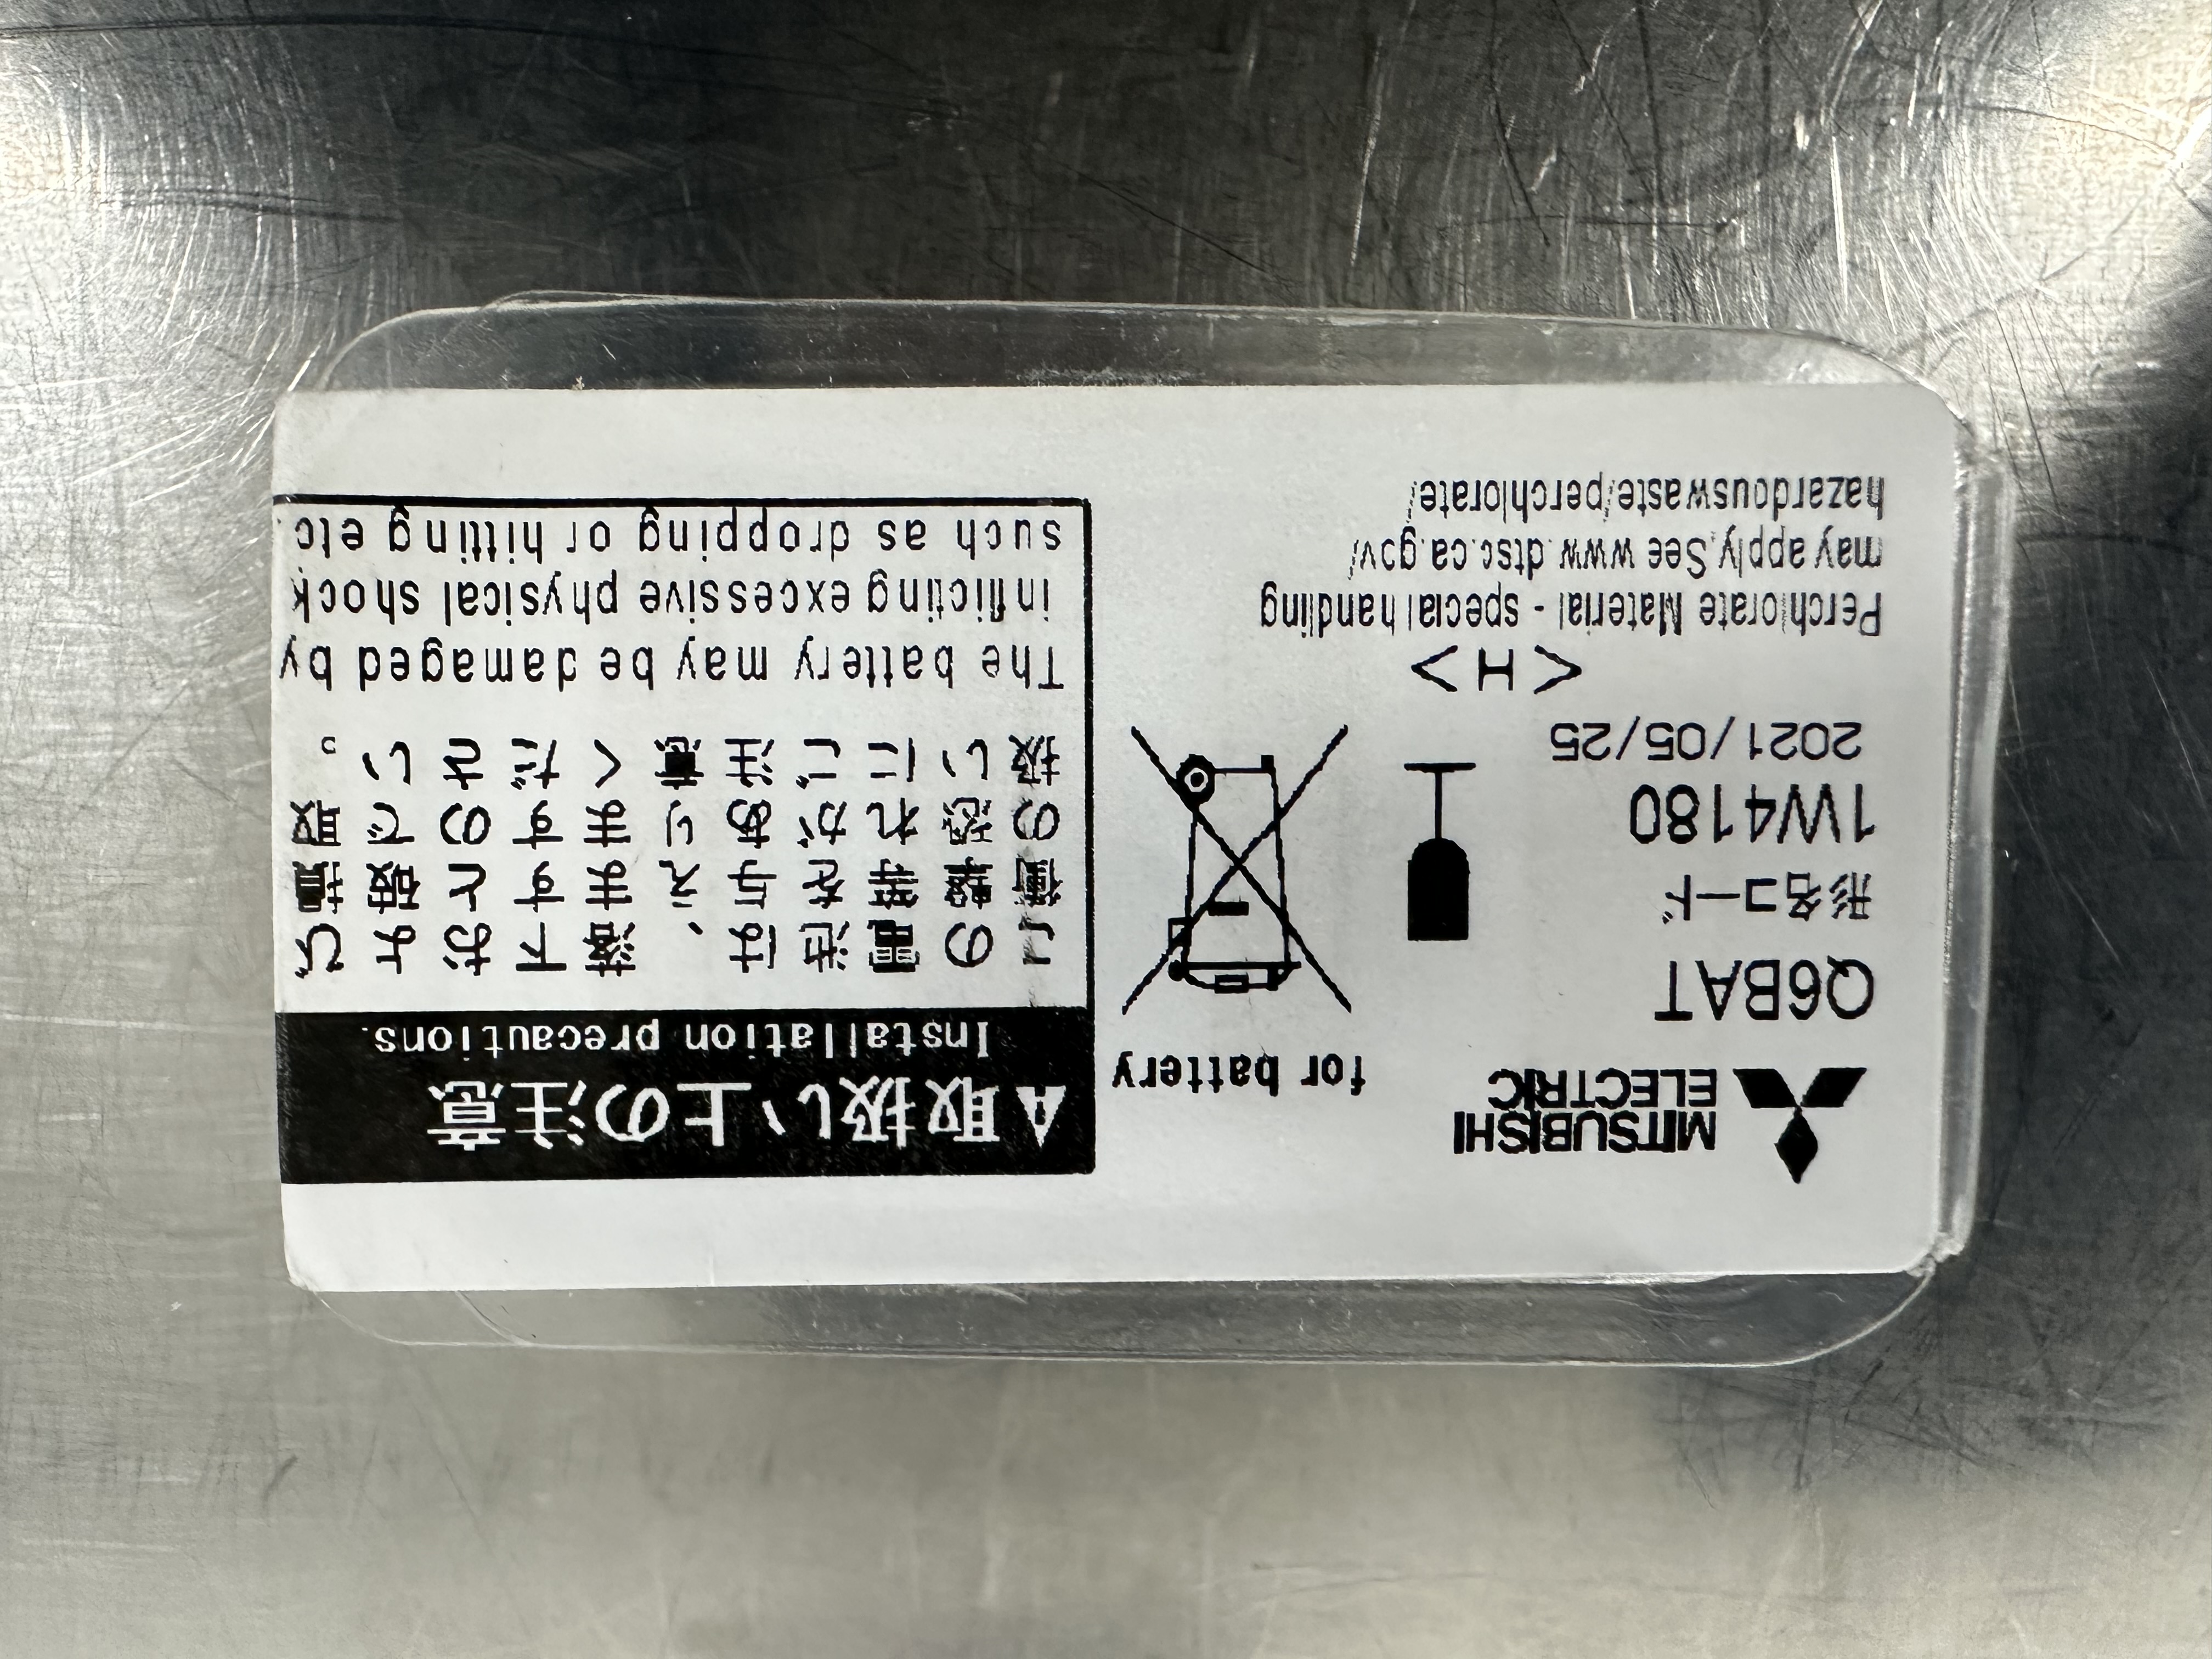 MITSUBISHI
ELECTRIC
Q6BAT
形名コード
1W4180
2021/05/25
<H>
Perchlorate Material - special handling
may apply. See www.dtsc.ca.gov/
hazardouswaste/perchlorate/
for battery
取扱い上の注意
Installation precautions.
この電池は、落下および
衝撃等を与えますと破損
の恐れがありますので取
扱いにご注意ください。
The battery may be damaged by
inflicting excessive physical shock
such as dropping or hitting etc.